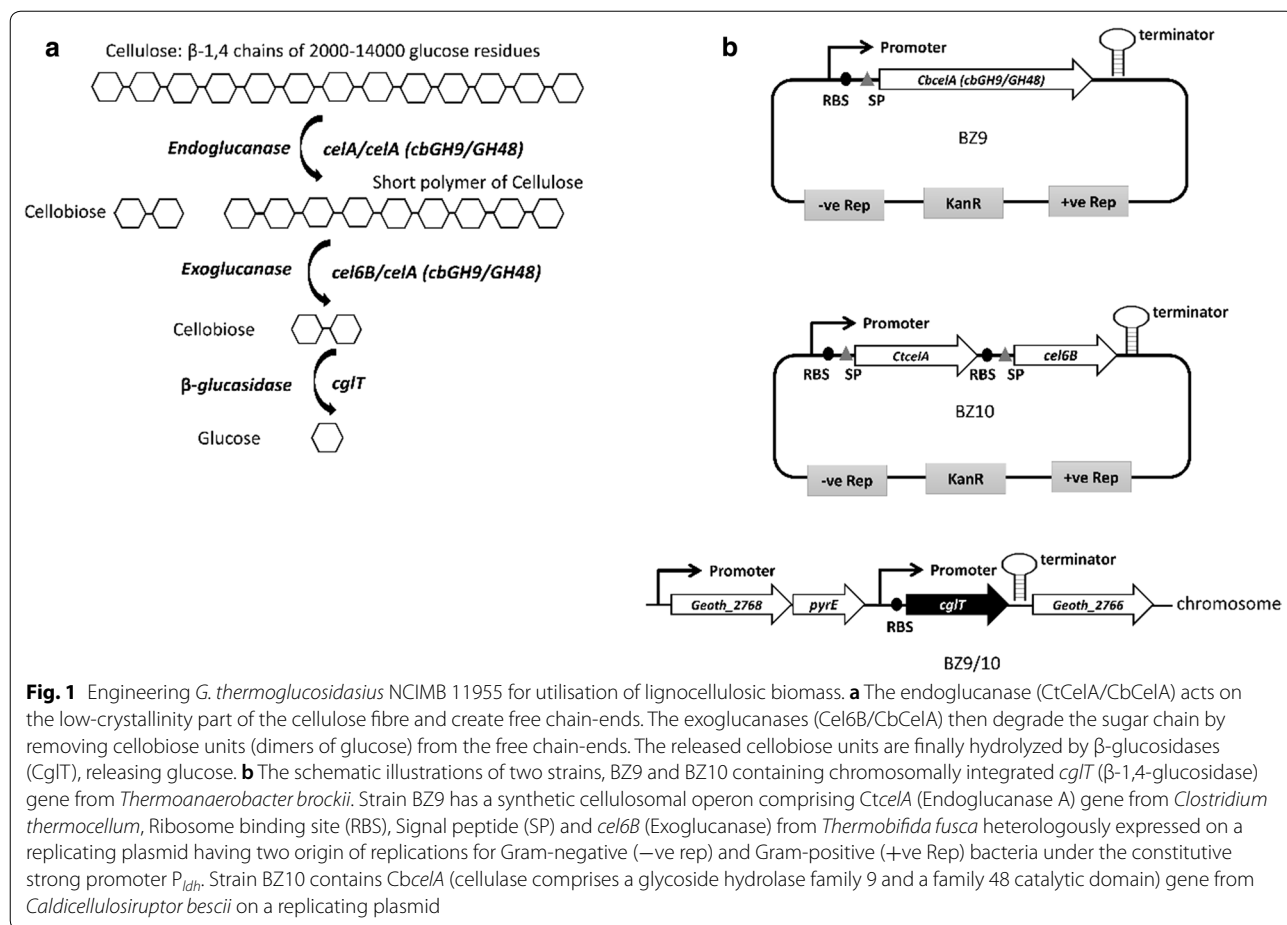 a
Cellulose: β-1,4 chains of 2000-14000 glucose residues
Endoglucanase celA/celA (cbGH9/GH48)
Short polymer of Cellulose
Cellobiose
Exoglucanase cel6B/celA (cbGH9/GH48)
Cellobiose
β-glucasidase cglT
Glucose
b
Promoter
terminator
CbcelA (cbGH9/GH48)
RBS SP
BZ9
-ve Rep KanR +ve Rep
Promoter
terminator
CtcelA cel6B
RBS SP RBS SP
BZ10
-ve Rep KanR +ve Rep
Promoter Promoter terminator
Geoth_2768 pyrE cglT Geoth_2766 chromosome
RBS
BZ9/10
Fig. 1 Engineering G. thermoglucosidasius NCIMB 11955 for utilisation of lignocellulosic biomass. a The endoglucanase (CtCelA/CbCelA) acts on
the low-crystallinity part of the cellulose fibre and create free chain-ends. The exoglucanases (Cel6B/CbCelA) then degrade the sugar chain by
removing cellobiose units (dimers of glucose) from the free chain-ends. The released cellobiose units are finally hydrolyzed by β-glucosidases
(CglT), releasing glucose. b The schematic illustrations of two strains, BZ9 and BZ10 containing chromosomally integrated cglT (β-1,4-glucosidase)
gene from Thermoanaerobacter brockii. Strain BZ9 has a synthetic cellulosomal operon comprising CtcelA (Endoglucanase A) gene from Clostridium
thermocellum, Ribosome binding site (RBS), Signal peptide (SP) and cel6B (Exoglucanase) from Thermobifida fusca heterologously expressed on a
replicating plasmid having two origin of replications for Gram-negative (−ve rep) and Gram-positive (+ve Rep) bacteria under the constitutive
strong promoter Pldh. Strain BZ10 contains CbcelA (cellulase comprises a glycoside hydrolase family 9 and a family 48 catalytic domain) gene from
Caldicellulosiruptor bescii on a replicating plasmid